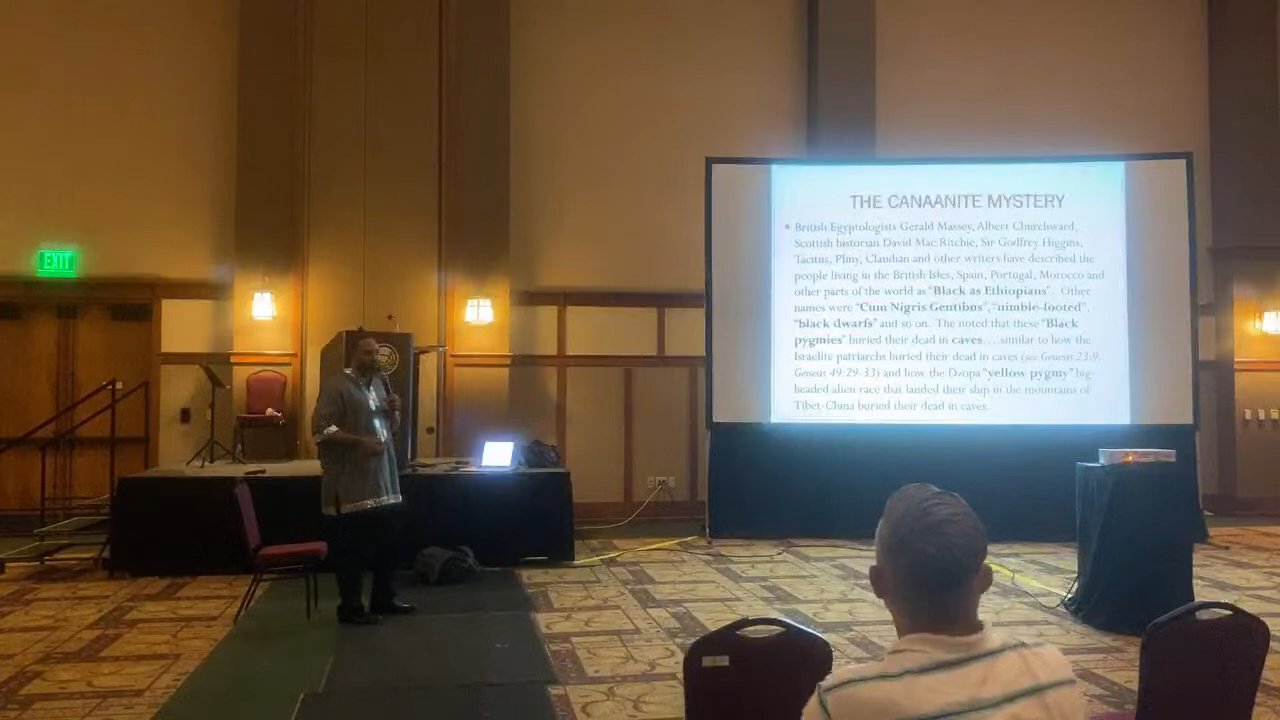 EXIT
THE CANAANITE MYSTERY
• British Egyptologists Gerald Massey, Albert Churchward,
Scottish historian David Mac Ritchie, Sir Godfrey Higgins,
Tacitus, Pliny, Claudian and other writers have described the
people living in the British Isles, Spain, Portugal, Morocco and
other parts of the world as "Black as Ethiopians". Other
names were "Cum Nigris Gentibus", "nimble-footed",
"black dwarfs" and so on. The noted that these "Black
pygmies" buried their dead in caves.... similar to how the
Israelite patriarchs buried their dead in caves (see Genesis 23:9,
Genesis 49:29-33) and how the Dzopa "yellow pygmy" big-
headed alien race that landed their ship in the mountains of
Tibet-China buried their dead in caves.